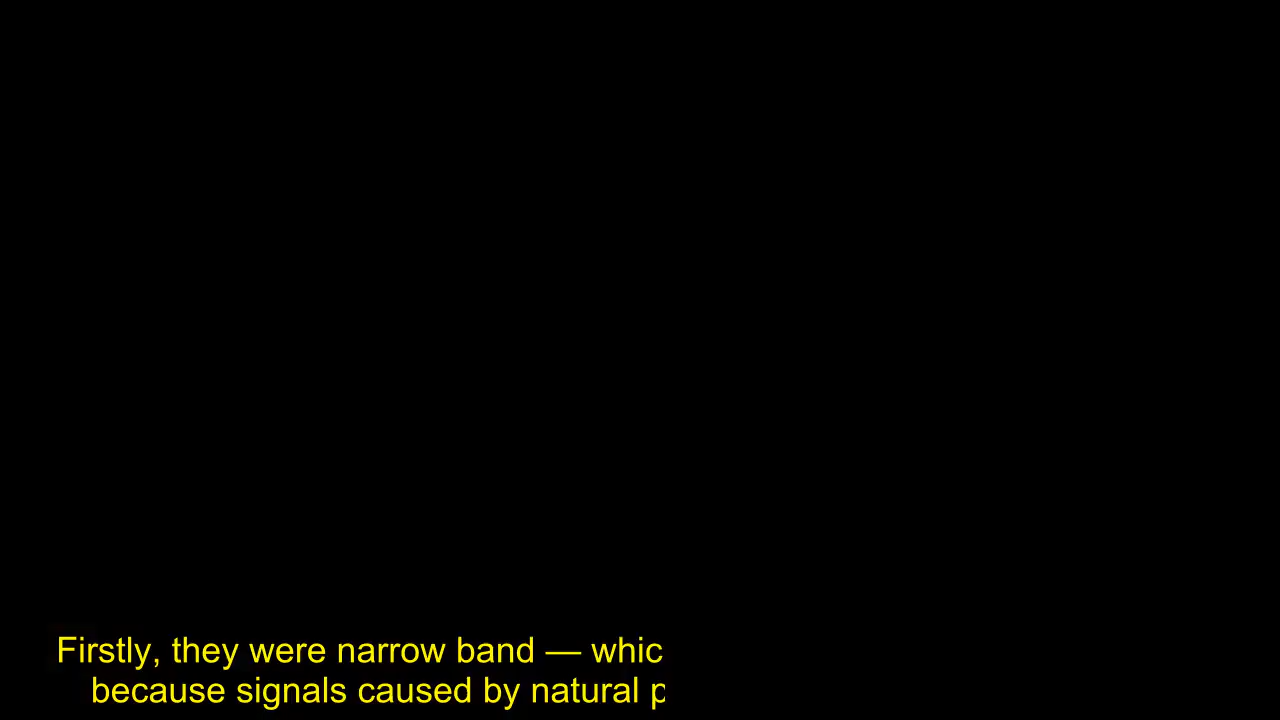 Firstly, they were narrow band — whic
because signals caused by natural p